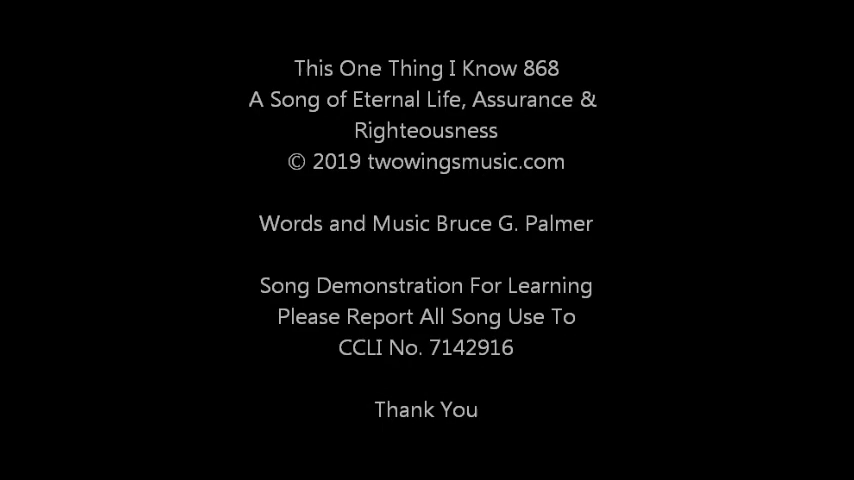 This One Thing I Know 868
A Song of Eternal Life, Assurance &
Righteousness
© 2019 twowingsmusic.com
Words and Music Bruce G. Palmer
Song Demonstration For Learning
Please Report All Song Use To
CCLI No. 7142916
Thank You